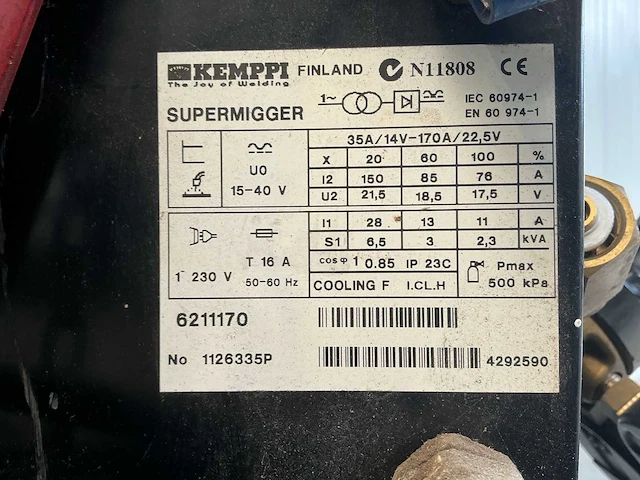 KEMPPI FINLAND N11808 CE
The Joy of Welding
SUPERMIGGER 1~ IEC 60974-1
EN 60 974-1
35A/14V-170A/22,5V
X 20 60 100 %
U0 I2 150 85 76 A
15-40 V U2 21,5 18,5 17,5 V
I1 28 13 11 A
S1 6,5 3 2,3 kVA
T 16 A cos φ 1 0.85 IP 23C Pmax
1~ 230 V 50-60 Hz COOLING F I.CL.H 500 kPa
6211170
No 1126335P 4292590